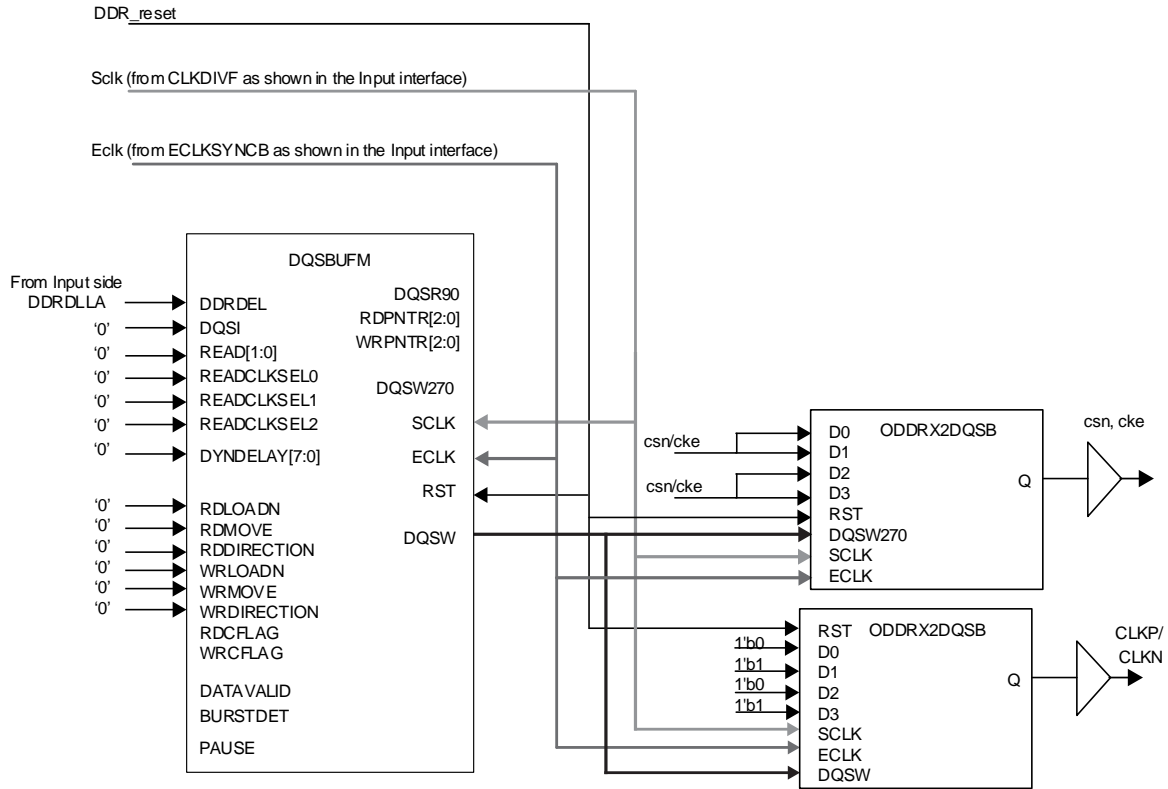 DDR_reset
Sclk (from CLKDIVF as shown in the Input interface)
Eclk (from ECLKSYNCB as shown in the Input interface)
DQSBUFM
From Input side
DDRDLLA
DDRDEL
‘0’
DQSI
‘0’
READ[1:0]
‘0’
READCLKSEL0
‘0’
READCLKSEL1
‘0’
READCLKSEL2
‘0’
DYNDELAY[7:0]
‘0’
RDLOADN
‘0’
RDMOVE
‘0’
RDDIRECTION
‘0’
WRLOADN
‘0’
WRMOVE
‘0’
WRDIRECTION
RDCFLAG
WRCFLAG
DATAVALID
BURSTDET
PAUSE
DQSR90
RDPNTR[2:0]
WRPNTR[2:0]
DQSW270
SCLK
ECLK
RST
DQSW
csn/cke
csn/cke
D0
D1
D2
D3
RST
DQSW270
SCLK
ECLK
ODDRX2DQSB
Q
csn, cke
1'b0
1'b1
1'b0
1'b1
RST
D0
D1
D2
D3
SCLK
ECLK
DQSW
ODDRX2DQSB
Q
CLKP/
CLKN